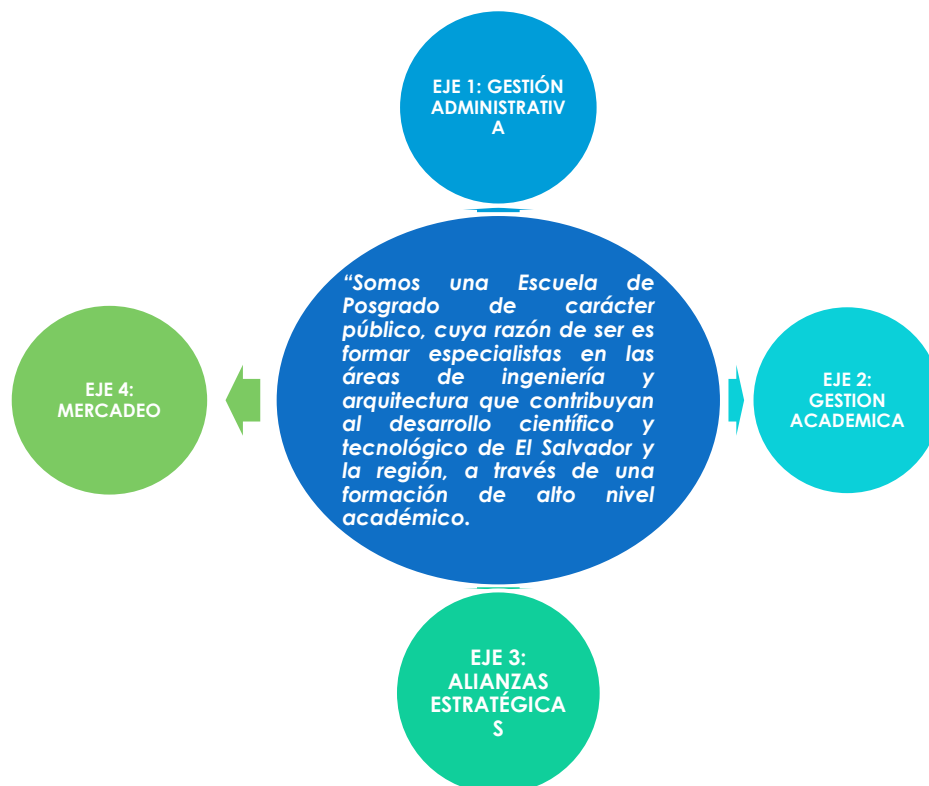 EJE 1: GESTIÓN
ADMINISTRATIV
A
“Somos una Escuela de
Posgrado de carácter
público, cuya razón de ser es
formar especialistas en las
áreas de ingeniería y
arquitectura que contribuyan
al desarrollo científico y
tecnológico de El Salvador y
la región, a través de una
formación de alto nivel
académico.
EJE 4:
MERCADEO
EJE 2:
GESTION
ACADEMICA
EJE 3:
ALIANZAS
ESTRATÉGICA
S